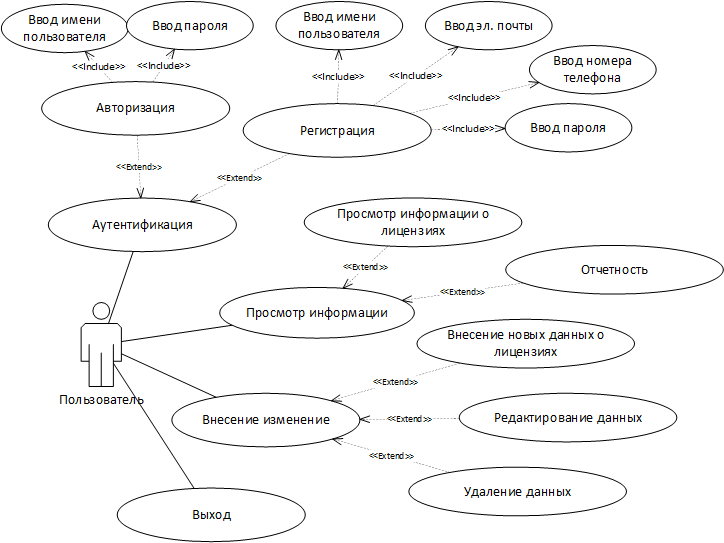 Ввод имени
пользователя
Ввод пароля
Ввод имени
пользователя
Ввод эл. почты
Ввод номера
телефона
<<Include>>
<<Include>>
<<Include>>
<<Include>>
<<Include>>
Авторизация
Регистрация
<<Include>>
Ввод пароля
<<Extend>>
<<Extend>>
Аутентификация
Просмотр информации о
лицензиях
<<Extend>>
Отчетность
<<Extend>>
Просмотр информации
Внесение новых данных о
лицензиях
<<Extend>>
Пользователь
Внесение изменение
<<Extend>>
Редактирование данных
<<Extend>>
Удаление данных
Выход